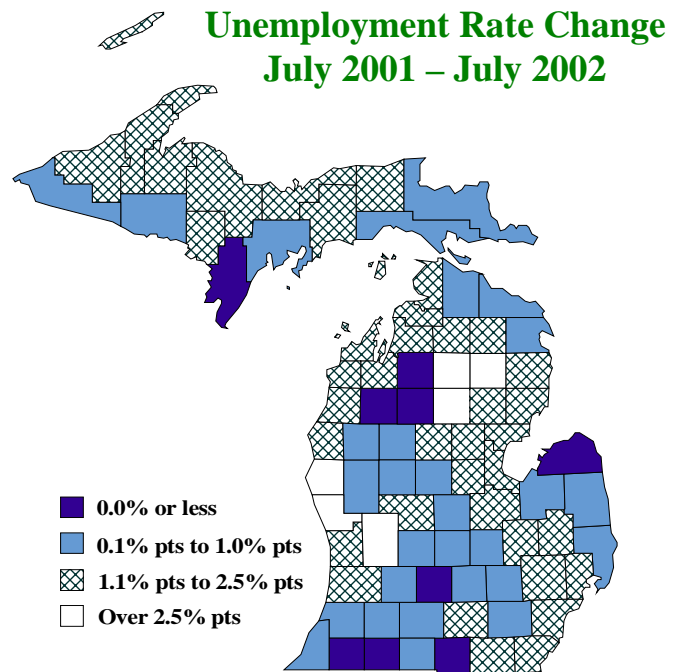 Unemployment Rate Change
July 2001 – July 2002
0.0% or less
0.1% pts to 1.0% pts
1.1% pts to 2.5% pts
Over 2.5% pts